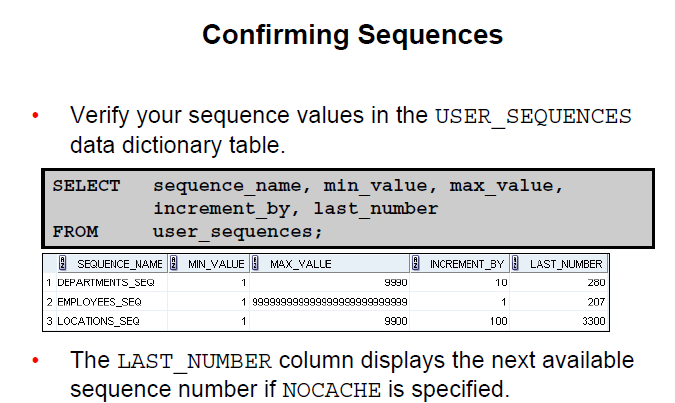 Confirming Sequences
• Verify your sequence values in the USER_SEQUENCES
data dictionary table.
SELECT sequence_name, min_value, max_value,
increment_by, last_number
FROM user_sequences;
SEQUENCE_NAME MIN_VALUE MAX_VALUE INCREMENT_BY LAST_NUMBER
1 DEPARTMENTS_SEQ 1 9990 10 280
2 EMPLOYEES_SEQ 1 9999999999999999999999999999 1 207
3 LOCATIONS_SEQ 1 9900 100 3300
• The LAST_NUMBER column displays the next available
sequence number if NOCACHE is specified.